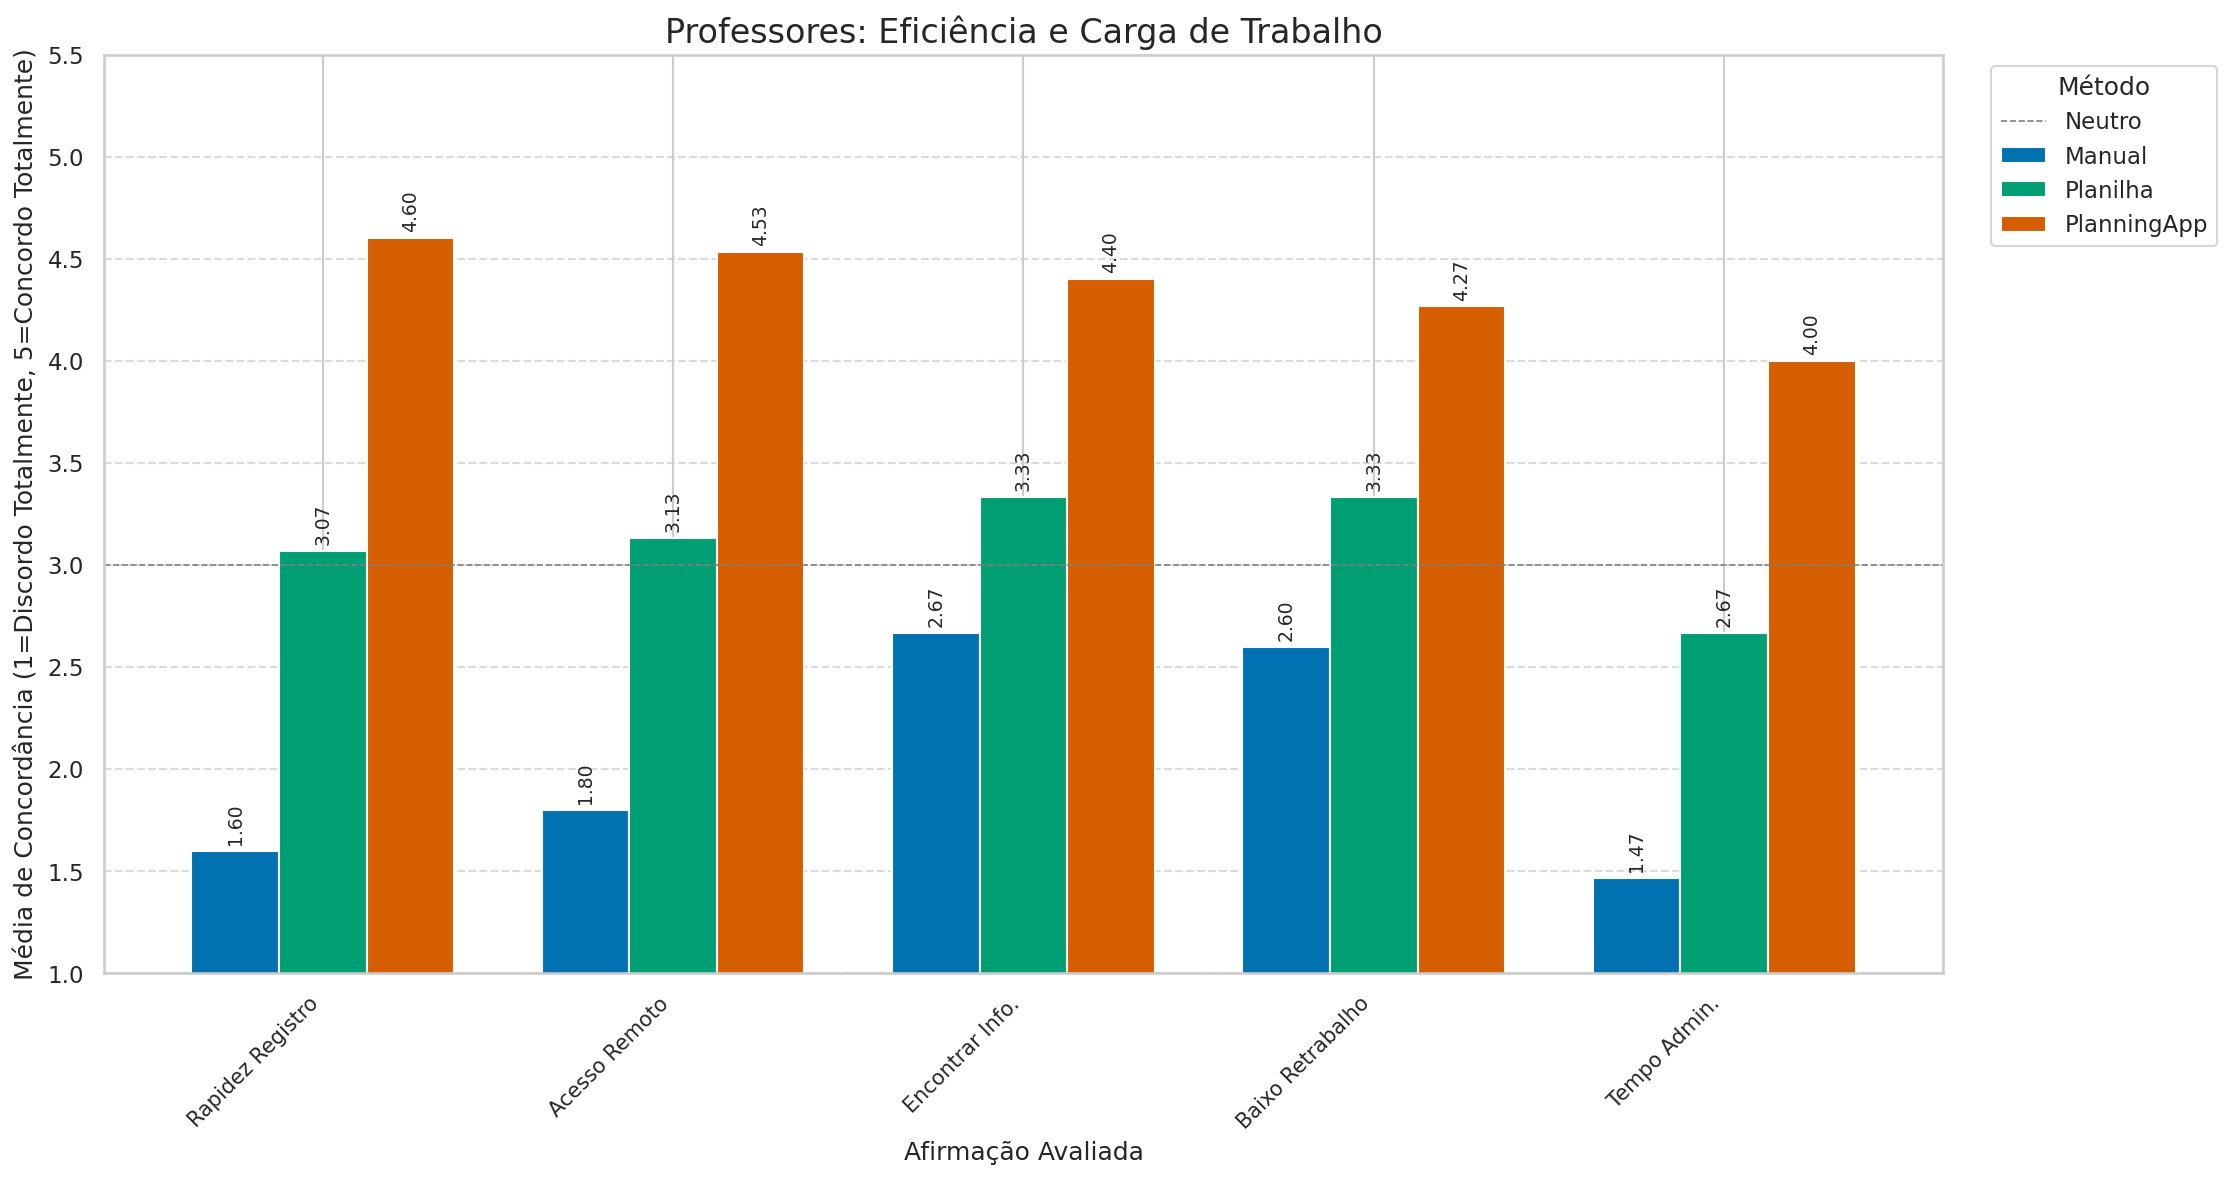 Professores: Eficiência e Carga de Trabalho
Média de Concordância (1=Discordo Totalmente, 5=Concordo Totalmente)
5.5
5.0
4.5
4.0
3.5
3.0
2.5
2.0
1.5
1.0
1.60
3.07
4.60
1.80
3.13
4.53
2.67
3.33
4.40
2.60
3.33
4.27
1.47
2.67
4.00
Rapidez Registro
Acesso Remoto
Encontrar Info.
Baixo Retrabalho
Tempo Admin.
Afirmação Avaliada
Método
Neutro
Manual
Planilha
PlanningApp